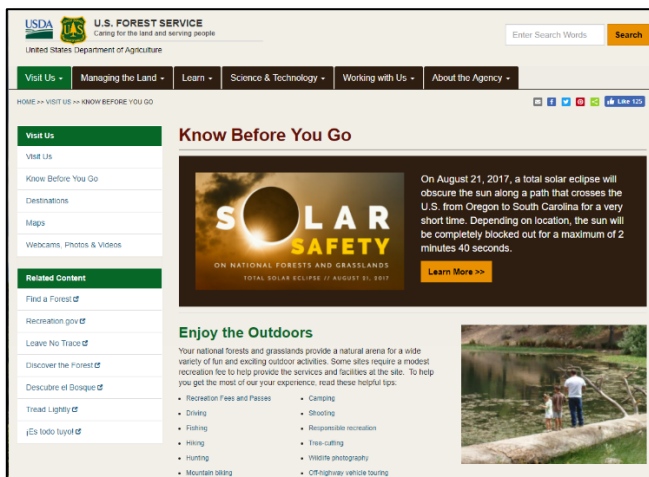 USDA
U.S. FOREST SERVICE
Caring for the land and serving people
United States Department of Agriculture
Enter Search Words
Search
Visit Us
Managing the Land
Learn
Science & Technology
Working with Us
About the Agency
HOME >> VISIT US >> KNOW BEFORE YOU GO
Like 125
Visit Us
Visit Us
Know Before You Go
Destinations
Maps
Webcams, Photos & Videos
Related Content
Find a Forest
Recreation.gov
Leave No Trace
Discover the Forest
Descubre el Bosque
Tread Lightly
¡Es todo tuyo!
Know Before You Go
SOLAR
SAFETY
ON NATIONAL FORESTS AND GRASSLANDS
TOTAL SOLAR ECLIPSE // AUGUST 21, 2017
On August 21, 2017, a total solar eclipse will
obscure the sun along a path that crosses the
U.S. from Oregon to South Carolina for a very
short time. Depending on location, the sun will
be completely blocked out for a maximum of 2
minutes 40 seconds.
Learn More >>
Enjoy the Outdoors
Your national forests and grasslands provide a natural arena for a wide
variety of fun and exciting outdoor activities. Some sites require a modest
recreation fee to help provide the services and facilities at the site. To help
you get the most of our your experience, read these helpful tips:
Recreation Fees and Passes
Driving
Fishing
Hiking
Hunting
Mountain biking
Camping
Shooting
Responsible recreation
Tree-cutting
Wildlife photography
Off-highway vehicle touring